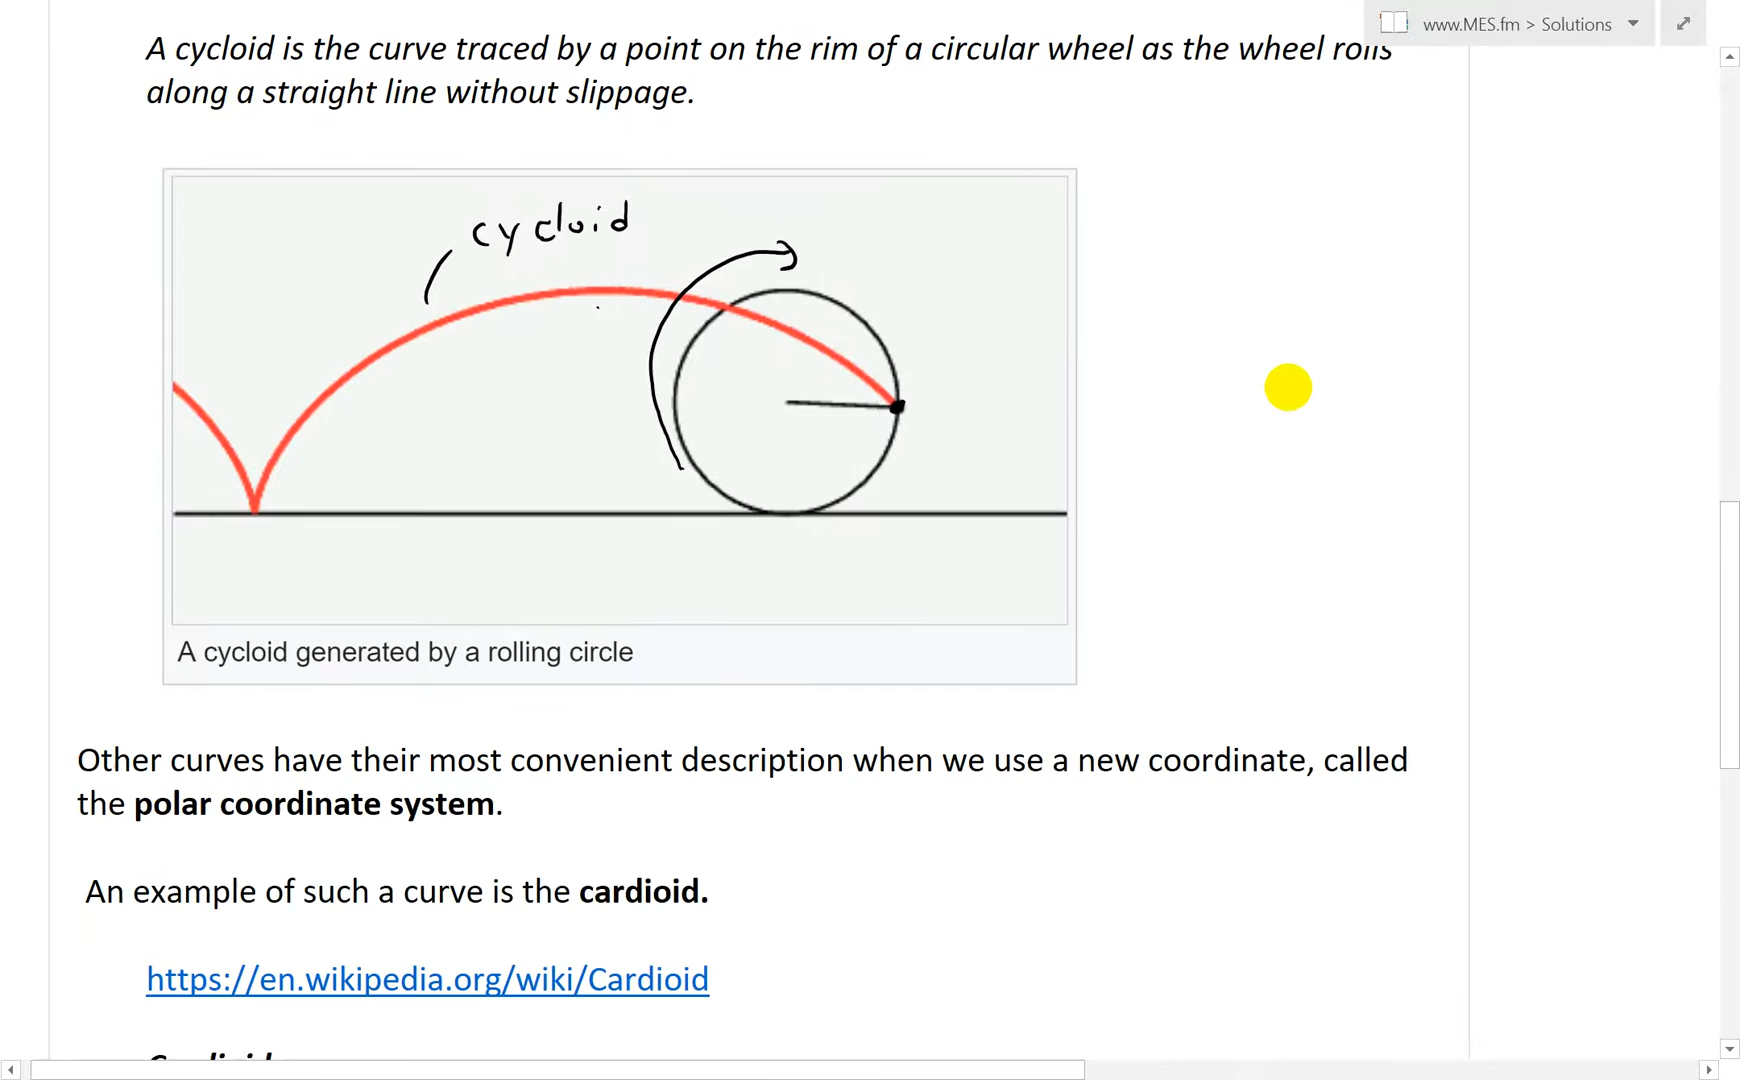 www.MES.fm > Solutions
A cycloid is the curve traced by a point on the rim of a circular wheel as the wheel rolls
along a straight line without slippage.
cycloid
A cycloid generated by a rolling circle
Other curves have their most convenient description when we use a new coordinate, called
the polar coordinate system.
An example of such a curve is the cardioid.
https://en.wikipedia.org/wiki/Cardioid